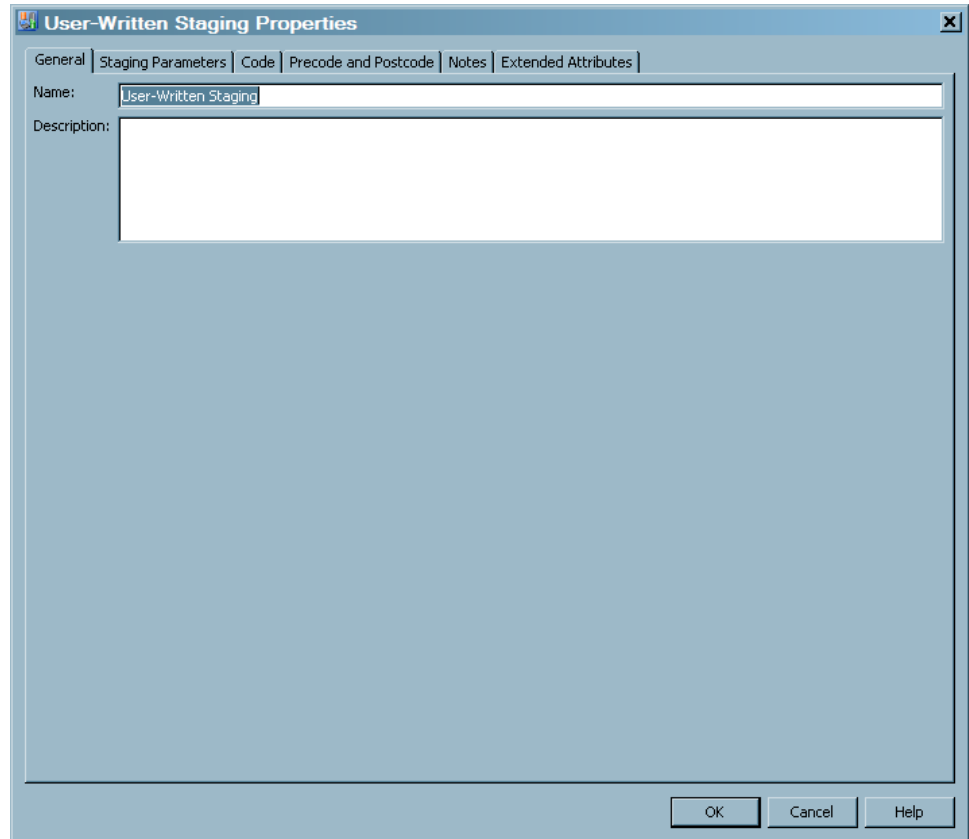 User-Written Staging Properties
General Staging Parameters Code Precode and Postcode Notes Extended Attributes
Name: User-Written Staging
Description:
OK Cancel Help